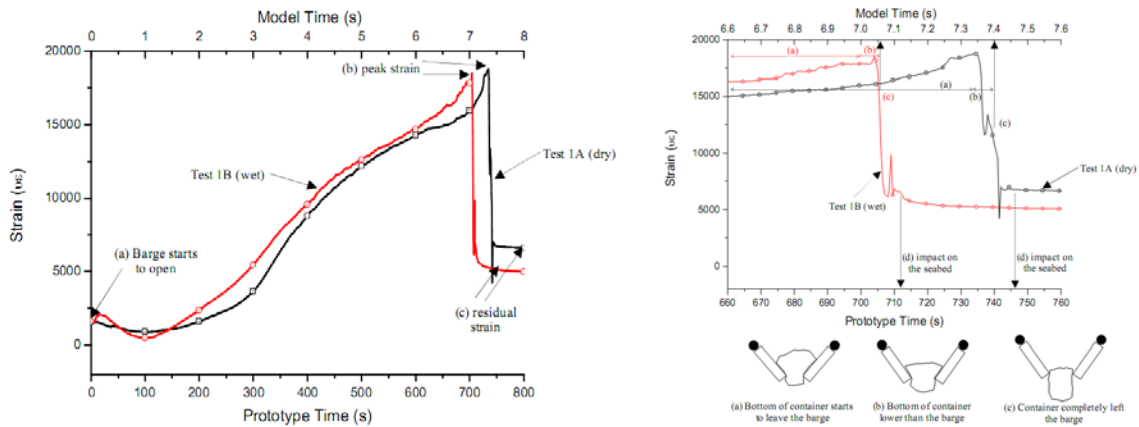 Model Time (s)
0 1 2 3 4 5 6 7 8
20000
15000
10000
5000
0
Strain (με)
(b) peak strain
Test 1B (wet)
Test 1A (dry)
(a) Barge starts
to open
(c) residual
strain
0 100 200 300 400 500 600 700 800
Prototype Time (s)
Model Time (s)
6.6 6.7 6.8 6.9 7.0 7.1 7.2 7.3 7.4 7.5 7.6
20000
15000
10000
5000
0
Strain (με)
(a)
(b)
(c)
(a)
(b)
(c)
Test 1A (dry)
Test 1B (wet)
(d) impact on
the seabed
(d) impact on
the seabed
660 670 680 690 700 710 720 730 740 750 760
Prototype Time (s)
(a) Bottom of container starts
to leave the barge
(b) Bottom of container
lower than the barge
(c) Container completely left
the barge